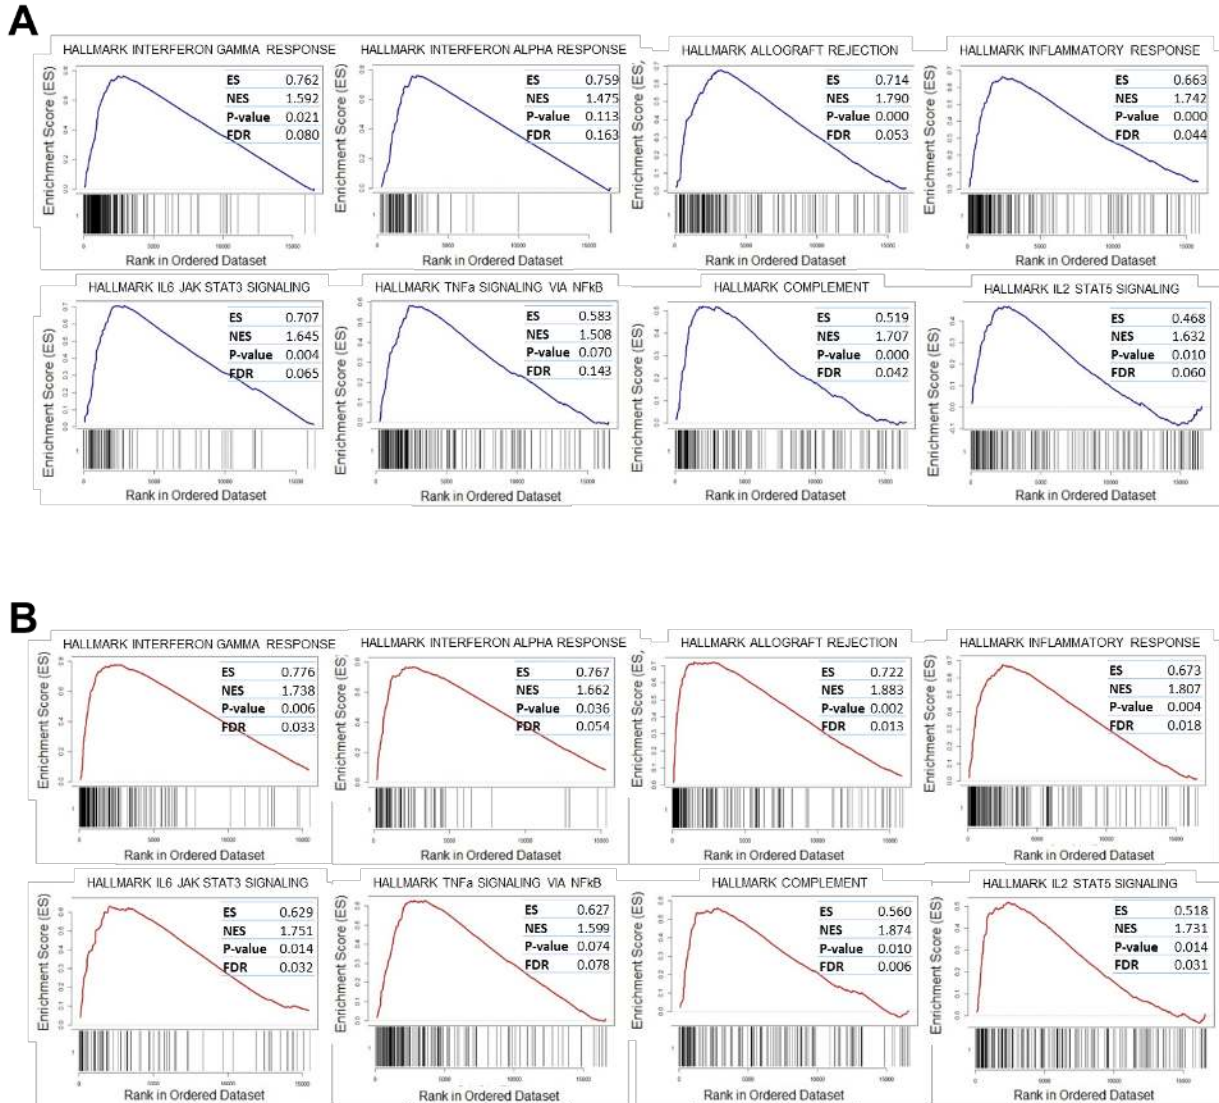 A
HALLMARK INTERFERON GAMMA RESPONSE
Enrichment Score (ES)
ES 0.762
NES 1.592
P-value 0.021
FDR 0.080
Rank in Ordered Dataset
HALLMARK INTERFERON ALPHA RESPONSE
Enrichment Score (ES)
ES 0.759
NES 1.475
P-value 0.113
FDR 0.163
Rank in Ordered Dataset
HALLMARK ALLOGRAFT REJECTION
Enrichment Score (ES)
ES 0.714
NES 1.790
P-value 0.000
FDR 0.053
Rank in Ordered Dataset
HALLMARK INFLAMMATORY RESPONSE
Enrichment Score (ES)
ES 0.663
NES 1.742
P-value 0.000
FDR 0.044
Rank in Ordered Dataset
HALLMARK IL6 JAK STAT3 SIGNALING
Enrichment Score (ES)
ES 0.707
NES 1.645
P-value 0.004
FDR 0.065
Rank in Ordered Dataset
HALLMARK TNFa SIGNALING VIA NFkB
Enrichment Score (ES)
ES 0.583
NES 1.508
P-value 0.070
FDR 0.143
Rank in Ordered Dataset
HALLMARK COMPLEMENT
Enrichment Score (ES)
ES 0.519
NES 1.707
P-value 0.000
FDR 0.042
Rank in Ordered Dataset
HALLMARK IL2 STAT5 SIGNALING
Enrichment Score (ES)
ES 0.468
NES 1.632
P-value 0.010
FDR 0.060
Rank in Ordered Dataset
B
HALLMARK INTERFERON GAMMA RESPONSE
Enrichment Score (ES)
ES 0.776
NES 1.738
P-value 0.006
FDR 0.033
Rank in Ordered Dataset
HALLMARK INTERFERON ALPHA RESPONSE
Enrichment Score (ES)
ES 0.767
NES 1.662
P-value 0.036
FDR 0.054
Rank in Ordered Dataset
HALLMARK ALLOGRAFT REJECTION
Enrichment Score (ES)
ES 0.722
NES 1.883
P-value 0.002
FDR 0.013
Rank in Ordered Dataset
HALLMARK INFLAMMATORY RESPONSE
Enrichment Score (ES)
ES 0.673
NES 1.807
P-value 0.004
FDR 0.018
Rank in Ordered Dataset
HALLMARK IL6 JAK STAT3 SIGNALING
Enrichment Score (ES)
ES 0.629
NES 1.751
P-value 0.014
FDR 0.032
Rank in Ordered Dataset
HALLMARK TNFa SIGNALING VIA NFkB
Enrichment Score (ES)
ES 0.627
NES 1.599
P-value 0.074
FDR 0.078
Rank in Ordered Dataset
HALLMARK COMPLEMENT
Enrichment Score (ES)
ES 0.560
NES 1.874
P-value 0.010
FDR 0.006
Rank in Ordered Dataset
HALLMARK IL2 STAT5 SIGNALING
Enrichment Score (ES)
ES 0.518
NES 1.731
P-value 0.014
FDR 0.031
Rank in Ordered Dataset